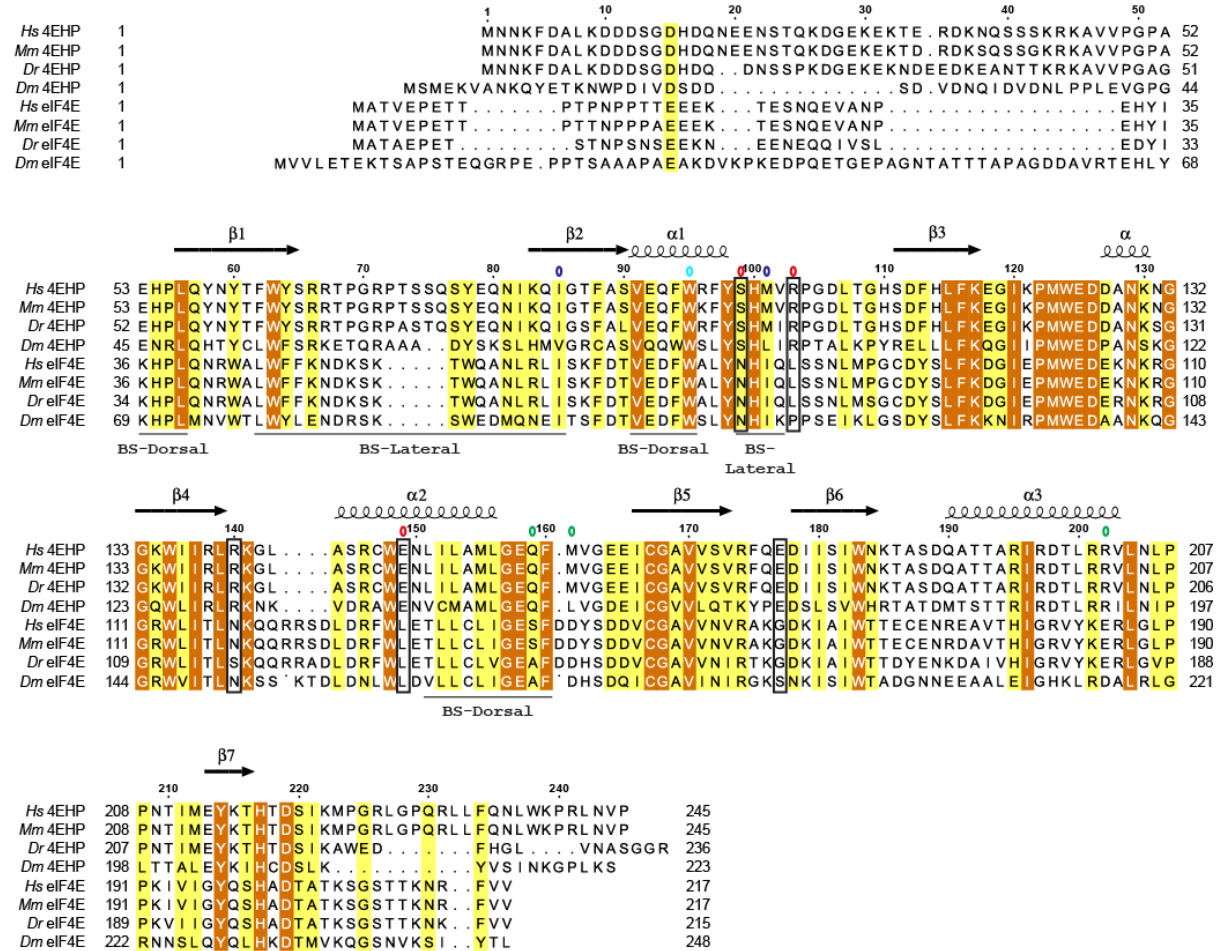 1 10 20 30 40 50
Hs 4EHP 1 MNNKFDALKDDDSGDHDQNEENSTQKDGEKEKTE.RDKNQSSSKRKAVVPGPA 52
Mm 4EHP 1 MNNKFDALKDDDSGDHDQNEENSTQKDGEKEKTD.RDKSQSSGKRKAVVPGPA 52
Dr 4EHP 1 MNNKFDALKDDDSGDHDQ..DNSSPKDGEKEKNDEEDKEANTTKRKAVVPGAG 51
Dm 4EHP 1 MSMEKVANKQYETKNWPDIVDSDD............SD.VDNQIDVDNLPPLEVGPG 44
Hs eIF4E 1 MATVEPETT.......PTPNPPTTEEEK..TESNQEVANP..................EHYI 35
Mm eIF4E 1 MATVEPETT.......PTTNPPPAEEEK..TESNQEVANP..................EHYI 35
Dr eIF4E 1 MATAEPET........STNPSNSEEKN..EENEQQIVSL..................EDYI 33
Dm eIF4E 1 MVVLETEKTSAPSTEQGRPE.PPTSAAAPAEAKDVKPKEDPQETGEPAGNTATTTAPAGDDAVRTEHLY 68
β1 β2 α1 β3 α
60 70 80 90 100 110 120 130
Hs 4EHP 53 EHPLQYNYTFWYSRRTPGRPTSSQSYEQNIKQIGTFASVEQFWRFYSHMVRPGDLTGHSDFHLFKEGIKPMWEDDANKNG 132
Mm 4EHP 53 EHPLQYNYTFWYSRRTPGRPTSSQSYEQNIKQIGTFASVEQFWKFYSHMVRPGDLTGHSDFHLFKEGIKPMWEDDANKNG 132
Dr 4EHP 52 EHPLQYNYTFWYSRRTPGRPASTQSYEQNIKQIGSFALVEQFWRFYSHMIRPGDLTGHSDFHLFKEGIKPMWEDDANKSG 131
Dm 4EHP 45 ENRLQHTYCLWFSRKETQRAAA..DYSKSLHMVGRCASVQQWWSLYSHLIRPTALKPYRELLLFKQGIIPMWEDPANSKG 122
Hs eIF4E 36 KHPLQNRWALWFFKNDKSK.....TWQANLRLISKFDTVEDFWALYNHIQLSSNLMPGCDYSLFKDGIEPMWEDEKNKRG 110
Mm eIF4E 36 KHPLQNRWALWFFKNDKSK.....TWQANLRLISKFDTVEDFWALYNHIQLSSNLMPGCDYSLFKDGIEPMWEDEKNKRG 110
Dr eIF4E 34 KHPLQNRWALWFFKNDKSK.....TWQANLRLISKFDTVEDFWALYNHIQLSSNLMSGCDYSLFKDGIEPMWEDERNKRG 108
Dm eIF4E 69 KHPLMNVWTLWYLENDRSK.....SWEDMQNEITSFDTVEDFWSLYNHIKPPSEIKLGSDYSLFKKNIRPMWEDAANKQG 143
BS-Dorsal BS-Lateral BS-Dorsal BS-
Lateral
β4 α2 β5 β6 α3
140 150 160 170 180 190 200
Hs 4EHP 133 GKWIIRLRKGL....ASRCWENLILAMLGEQF.MVGEEICGAVVSVRFQEDIISIWNKTASDQATTARIRDTLRRVLNLP 207
Mm 4EHP 133 GKWIIRLRKGL....ASRCWENLILAMLGEQF.MVGEEICGAVVSVRFQEDIISIWNKTASDQATTARIRDTLRRVLNLP 207
Dr 4EHP 132 GKWIIRLRKGL....ASRCWENLILAMLGEQF.MVGEEICGAVVSVRFQEDIISIWNKTASDQATTARIRDTLRRVLNLP 206
Dm 4EHP 123 GQWLIRLRKNK....VDRAWENVCMAMLGEQF.LVGDEICGVVLQTKYPEDSLSVWHRTATDMTSTTRIRDTLRRILNIP 197
Hs eIF4E 111 GRWLITLNKQQRRSDLDRFWLETLLCLIGESFDDYSDDVCGAVVNVRAKGDKIAIWTTECENREAVTHIGRVYKERLGLP 190
Mm eIF4E 111 GRWLITLNKQQRRSDLDRFWLETLLCLIGESFDDYSDDVCGAVVNVRAKGDKIAIWTTECENRDAVTHIGRVYKERLGLP 190
Dr eIF4E 109 GRWLITLSKQQRRADLDRFWLETLLCLVGEAFDDHSDDVCGAVVNIRTKGDKIAIWTTDYENKDAIVHIGRVYKERLGVP 188
Dm eIF4E 144 GRWVITLNKSS.KTDLDNLWLDVLLCLIGEAF.DHSDQICGAVINIRGKSNKISIWTADGNNEEAALEIGHKLRDALRLG 221
BS-Dorsal
β7
210 220 230 240
Hs 4EHP 208 PNTIMEYKTHTDSIKMPGRLGPQRLLFQNLWKPRLNVP 245
Mm 4EHP 208 PNTIMEYKTHTDSIKMPGRLGPQRLLFQNLWKPRLNVP 245
Dr 4EHP 207 PNTIMEYKTHTDSIKAWED.......FHGL...VNASGGR 236
Dm 4EHP 198 LTTALEYKIHCDSLK...........YVSINKGPLKS 223
Hs eIF4E 191 PKIVIGYQSHADTATKSGSTTKNR..FVV 217
Mm eIF4E 191 PKIVIGYQSHADTATKSGSTTKNR..FVV 217
Dr eIF4E 189 PKVIIGYQSHADTATKSGSTTKNK..FVV 215
Dm eIF4E 222 RNNSLQYQLHKDTMVKQGSNVKSI..YTL 248